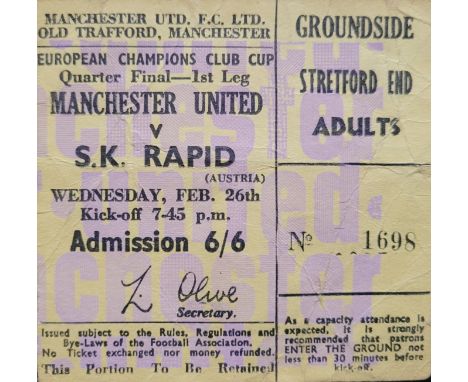 MANCHESTER UTD. F.C. LTD.
OLD TRAFFORD, MANCHESTER
EUROPEAN CHAMPIONS CLUB CUP
Quarter Final—1st Leg
MANCHESTER UNITED
v
S.K. RAPID
(AUSTRIA)
WEDNESDAY, FEB. 26th
Kick-off 7-45 p.m.
Admission 6/6
L. Olive
Secretary.
Issued subject to the Rules, Regulations and
Bye-Laws of the Football Association.
No Ticket exchanged nor money refunded.
This Portion To Be Retained
GROUNDSIDE
STRETFORD END
ADULTS
No 1698
As a capacity attendance is
expected, it is strongly
recommended that patrons
ENTER THE GROUND not
less than 30 minutes before
kick-off.